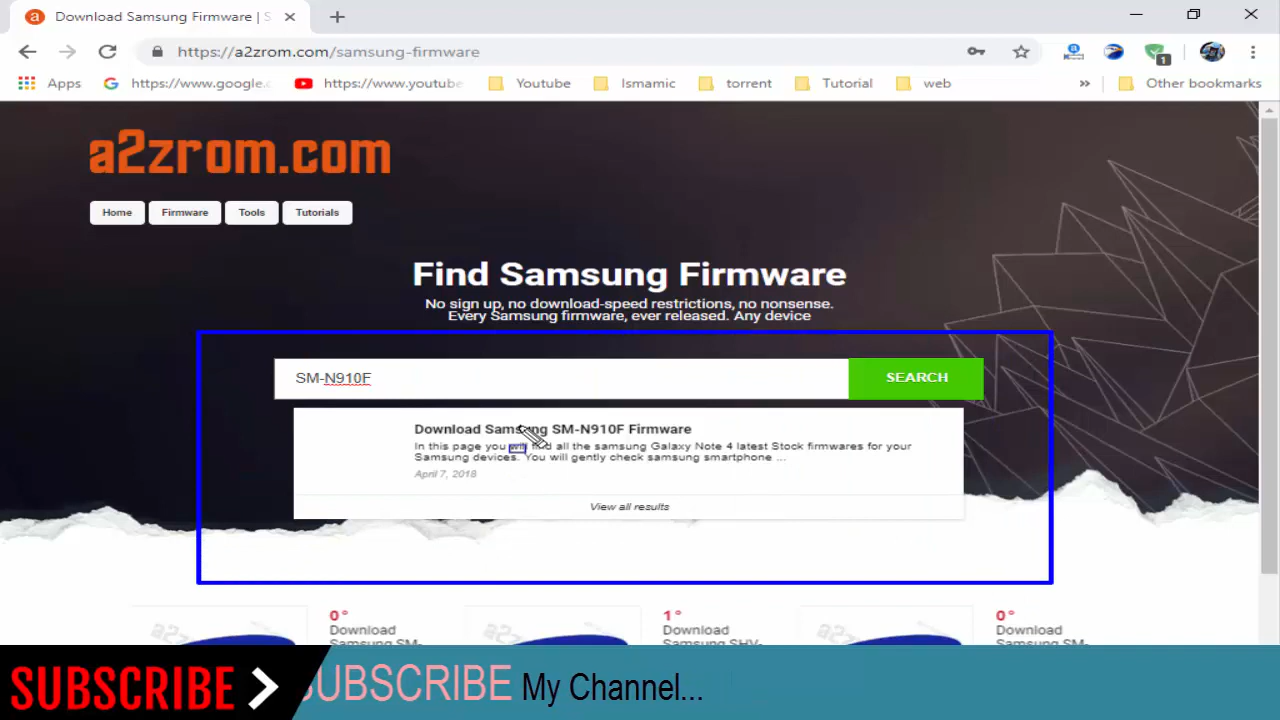 Download Samsung Firmware | S
https://a2zrom.com/samsung-firmware
1
Apps https://www.google.c https://www.youtube Youtube Ismamic torrent Tutorial web » Other bookmarks
a2zrom.com
Home Firmware Tools Tutorials
Find Samsung Firmware
No sign up, no download-speed restrictions, no nonsense.
Every Samsung firmware, ever released. Any device
SM-N910F SEARCH
Download Samsung SM-N910F Firmware
In this page you will find all the samsung Galaxy Note 4 latest Stock firmwares for your
Samsung devices. You will gently check samsung smartphone ...
April 7, 2018
View all results
0° 1° 0°
Download Download Download
Samsung SM- Samsung SHV- Samsung SM-
SUBSCRIBE SUBSCRIBE My Channel...